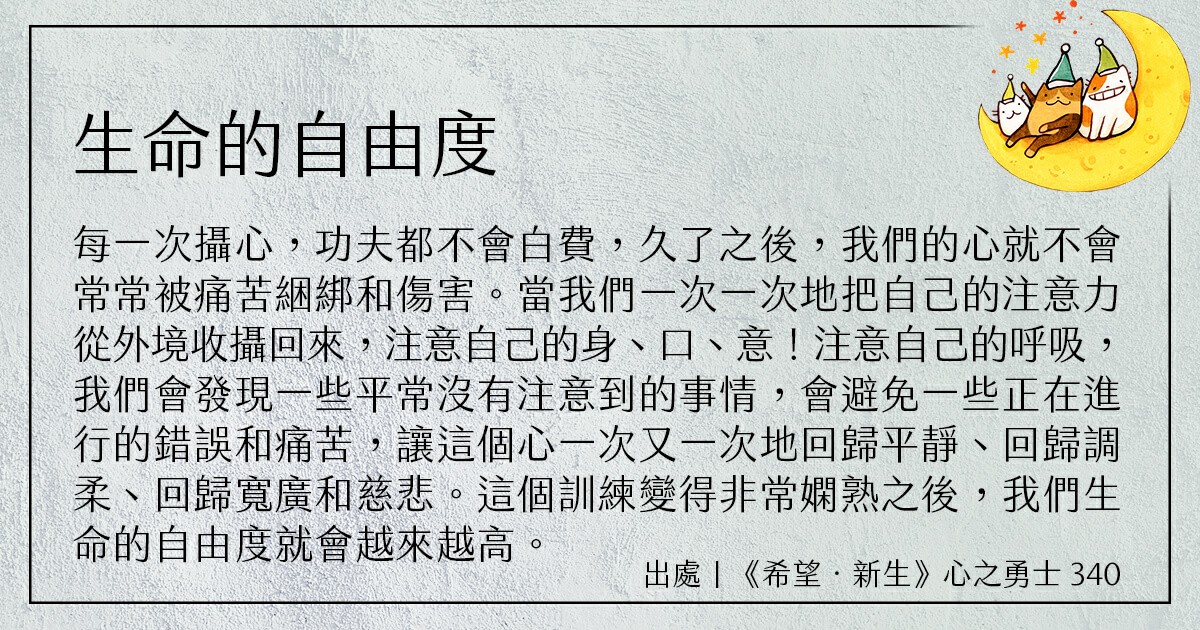 生命的自由度
每一次攝心，功夫都不會白費，久了之後，我們的心就不會
常常被痛苦綑綁和傷害。當我們一次一次地把自己的注意力
從外境收攝回來，注意自己的身、口、意！注意自己的呼吸，
我們會發現一些平常沒有注意到的事情，會避免一些正在進
行的錯誤和痛苦，讓這個心一次又一次地回歸平靜、回歸調
柔、回歸寬廣和慈悲。這個訓練變得非常嫻熟之後，我們生
命的自由度就會越來越高。
出處｜《希望‧新生》心之勇士 340